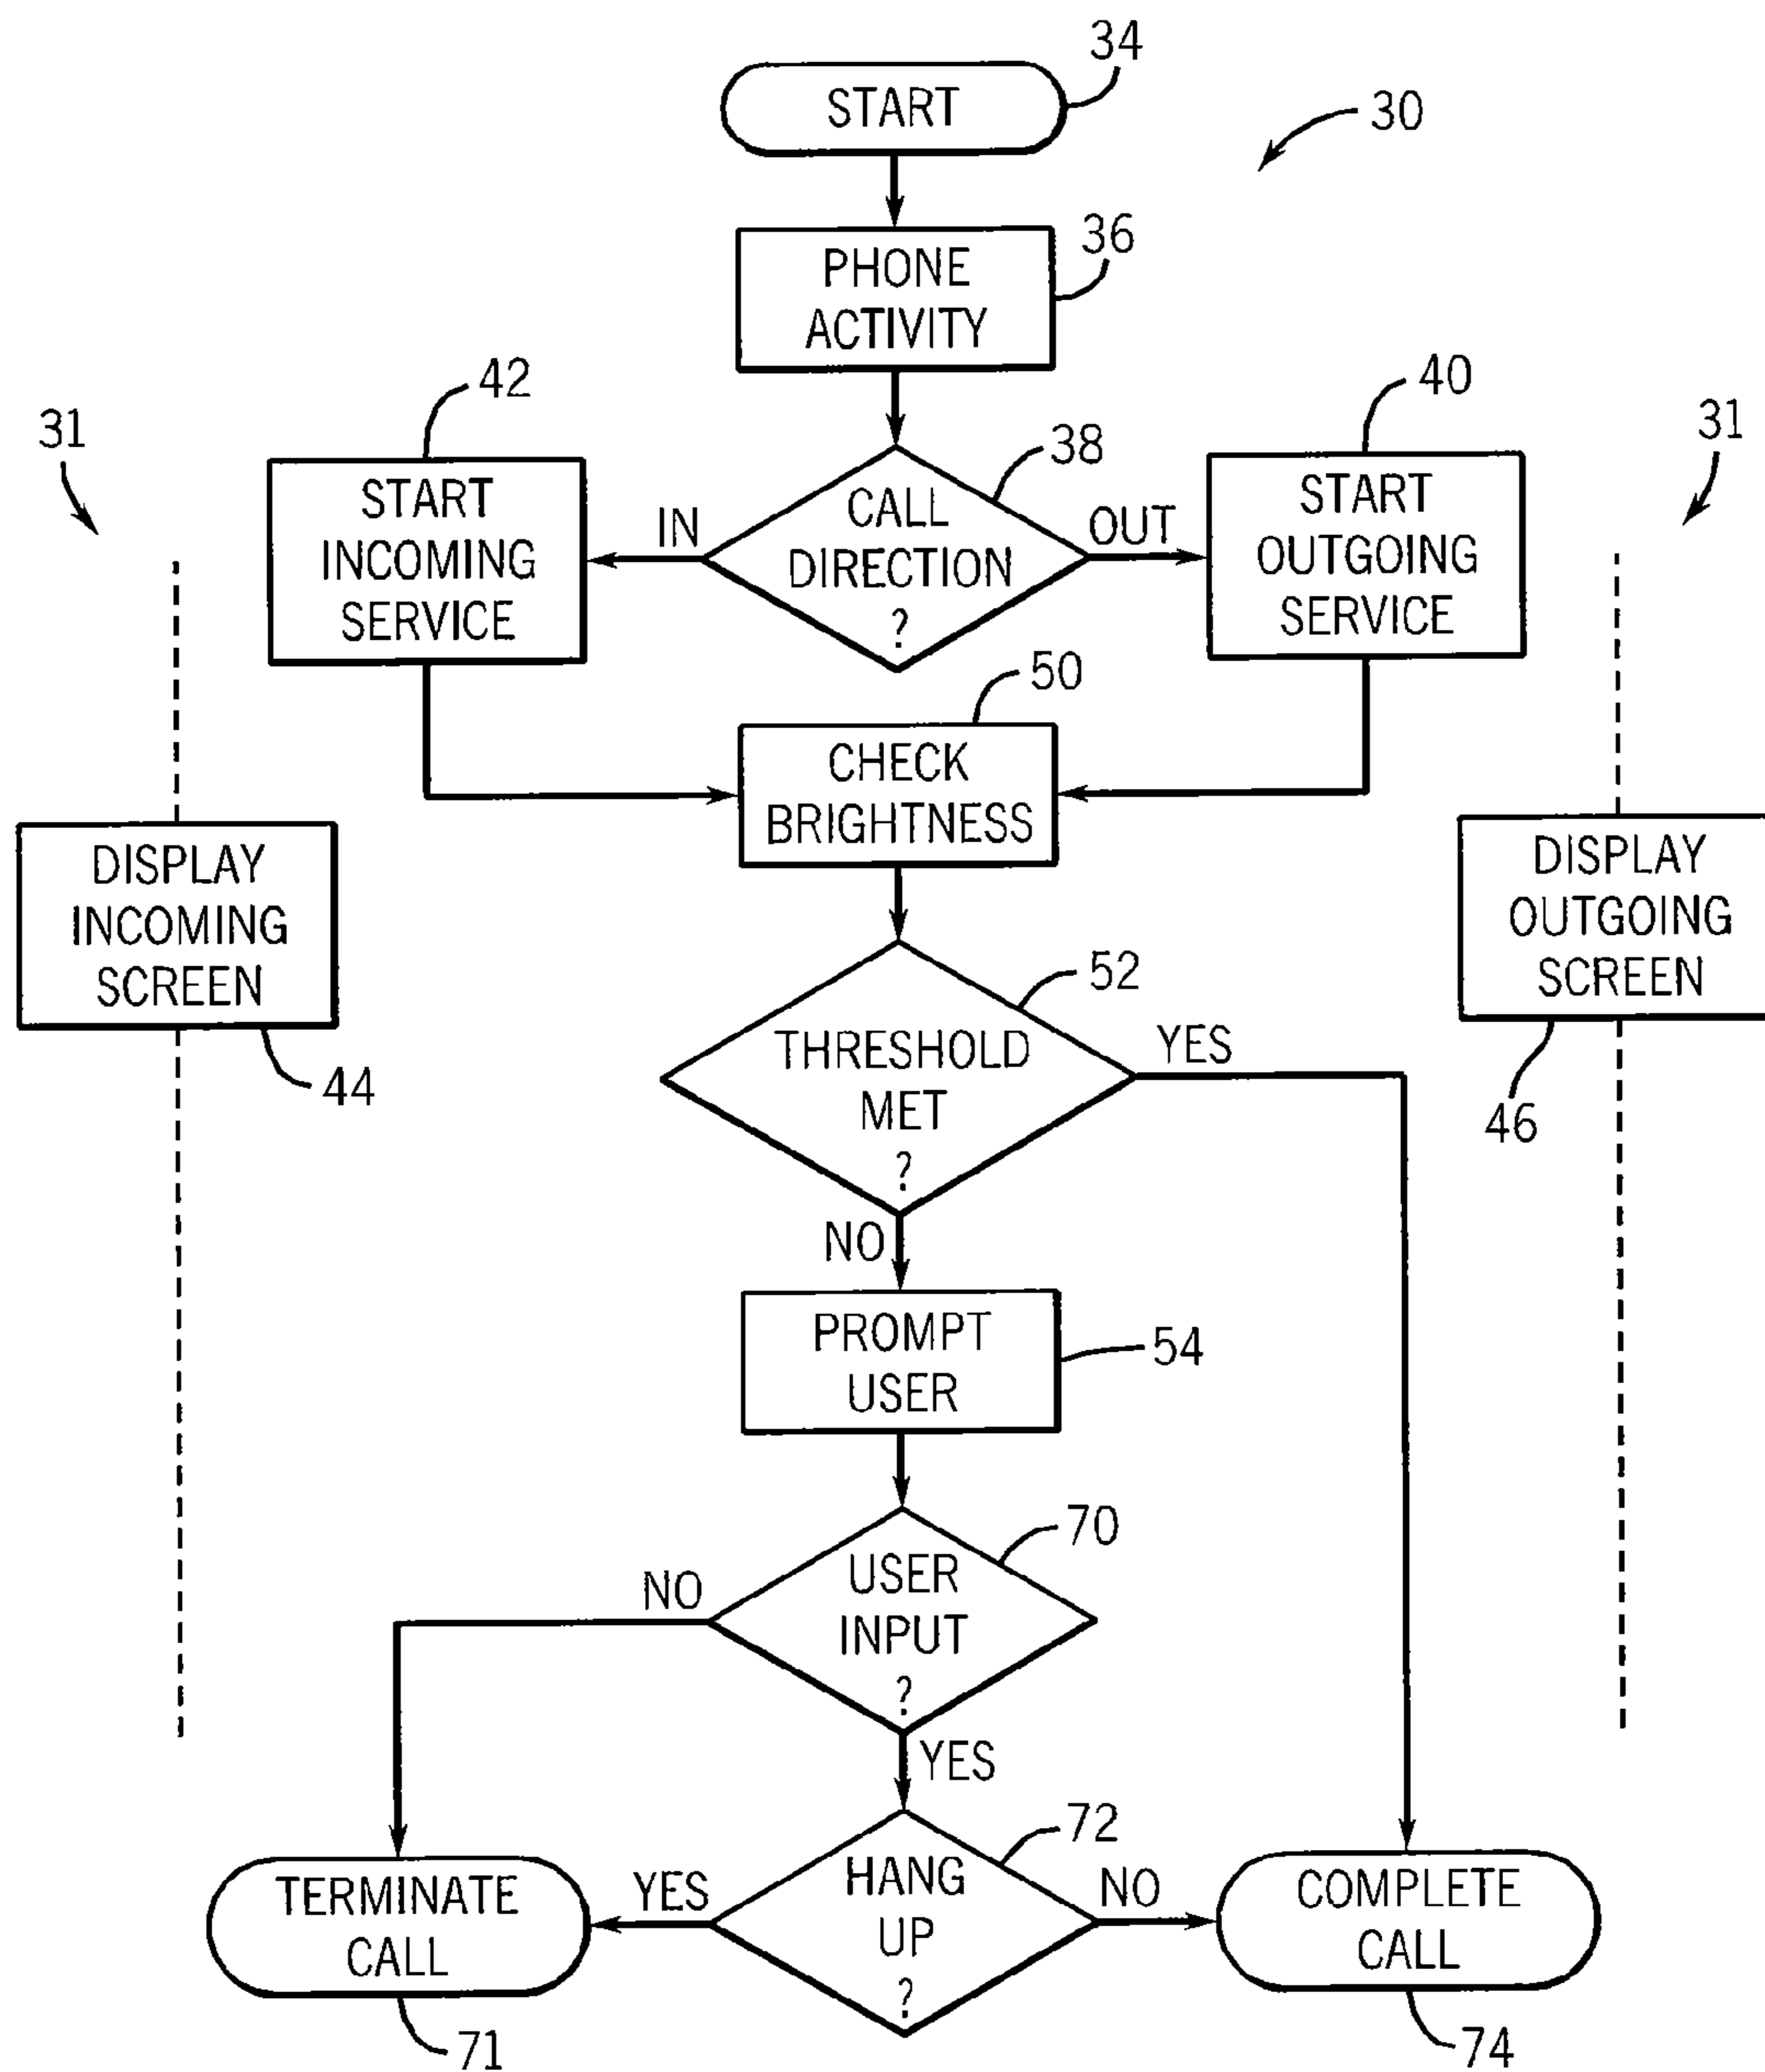 34
START
30
36
PHONE
ACTIVITY
42
40
31
31
38
START
INCOMING
SERVICE
IN
CALL
DIRECTION
?
OUT
START
OUTGOING
SERVICE
50
CHECK
BRIGHTNESS
DISPLAY
INCOMING
SCREEN
44
DISPLAY
OUTGOING
SCREEN
46
52
THRESHOLD
MET
?
YES
NO
PROMPT
USER
54
70
NO
USER
INPUT
?
YES
72
TERMINATE
CALL
71
YES
HANG
UP
?
NO
COMPLETE
CALL
74